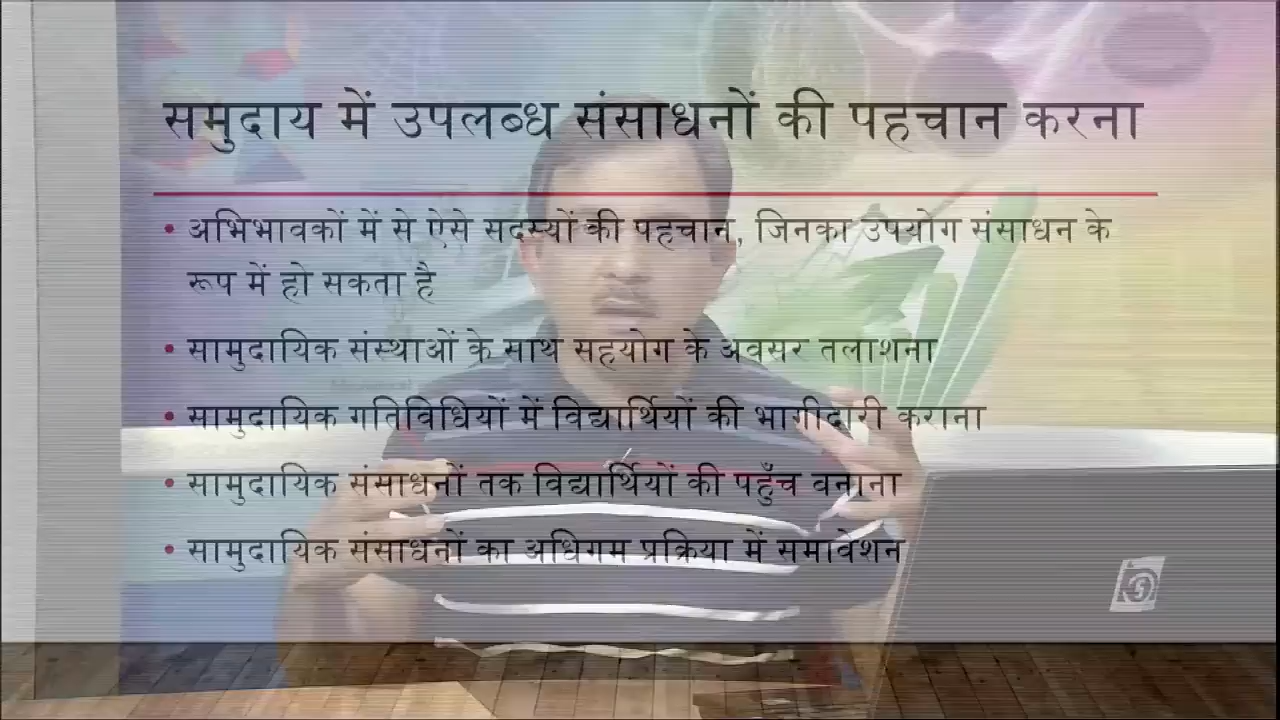 समुदाय में उपलब्ध संसाधनों की पहचान करना
• अभिभावकों में से ऐसे सदस्यों की पहचान, जिनका उपयोग संसाधन के
रूप में हो सकता है
• सामुदायिक संस्थाओं के साथ सहयोग के अवसर तलाशना
• सामुदायिक गतिविधियों में विद्यार्थियों की भागीदारी कराना
• सामुदायिक संसाधनों तक विद्यार्थियों की पहुँच बनाना
• सामुदायिक संसाधनों का अधिगम प्रक्रिया में समावेशन